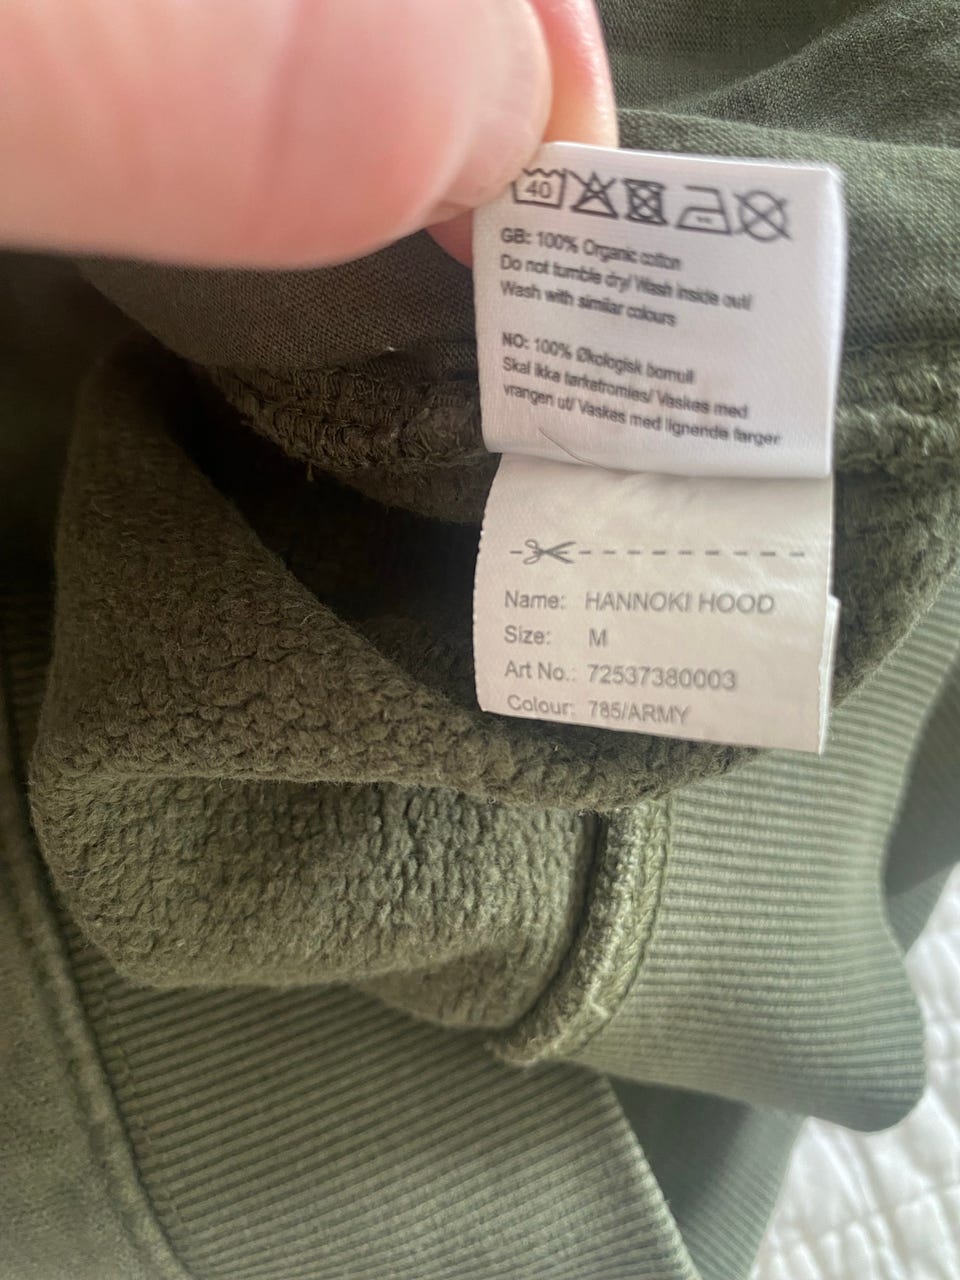 40
GB: 100% Organic cotton
Do not tumble dry/ Wash inside out/
Wash with similar colours
NO: 100% Økologisk bomull
Skal ikke tørketromles/ Vaskes med
vrangen ut/ Vaskes med lignende farger
Name: HANNOKI HOOD
Size: M
Art No.: 72537380003
Colour: 785/ARMY